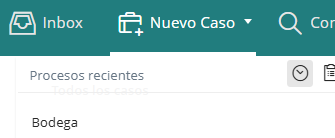 Inbox
Nuevo Caso
Procesos recientes
Todos los casos
Bodega